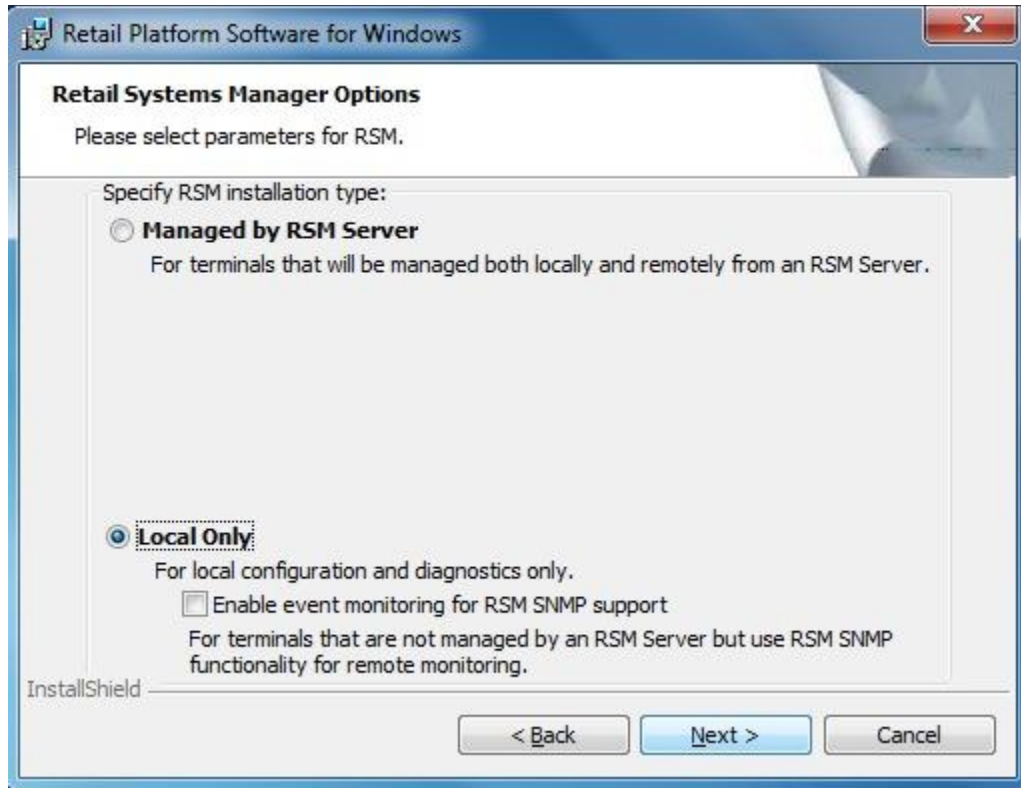 Retail Platform Software for Windows
Retail Systems Manager Options
Please select parameters for RSM.
Specify RSM installation type:
Managed by RSM Server
For terminals that will be managed both locally and remotely from an RSM Server.
Local Only
For local configuration and diagnostics only.
Enable event monitoring for RSM SNMP support
For terminals that are not managed by an RSM Server but use RSM SNMP
functionality for remote monitoring.
InstallShield
< Back
Next >
Cancel